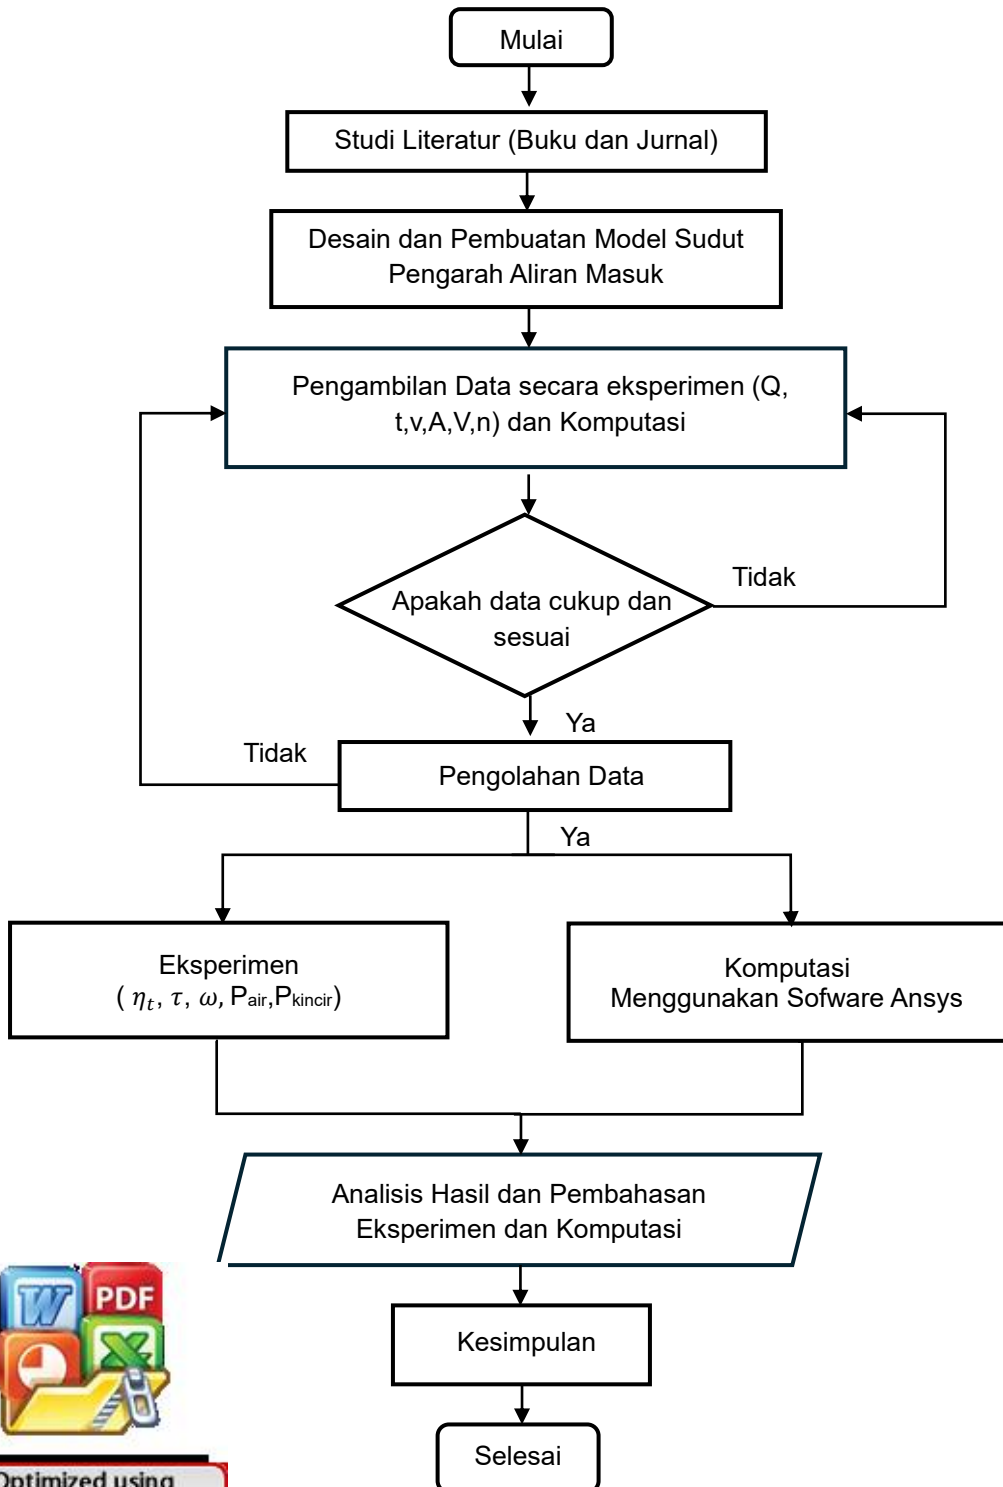 Mulai
Studi Literatur (Buku dan Jurnal)
Desain dan Pembuatan Model Sudut
Pengarah Aliran Masuk
Pengambilan Data secara eksperimen (Q,
t,v,A,V,n) dan Komputasi
Tidak
Apakah data cukup dan
sesuai
Ya
Tidak
Pengolahan Data
Ya
Eksperimen
( ηt, τ, ω, Pair,Pkincir)
Komputasi
Menggunakan Sofware Ansys
Analisis Hasil dan Pembahasan
Eksperimen dan Komputasi
W
PDF
X
Kesimpulan
Selesai
Optimized using